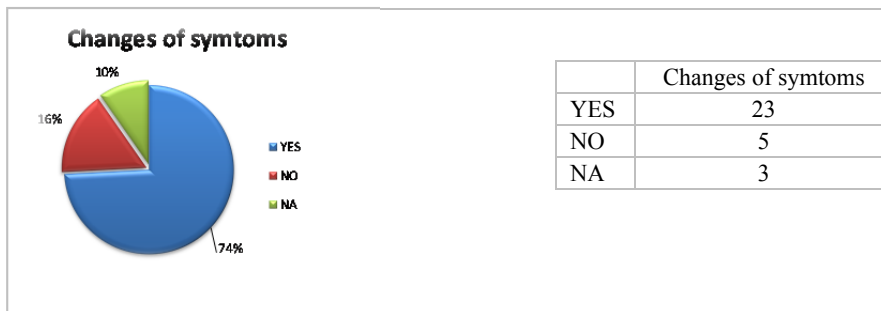 Changes of symtoms
10%
16%
YES
NO
NA
74%
Changes of symtoms
YES 23
NO 5
NA 3